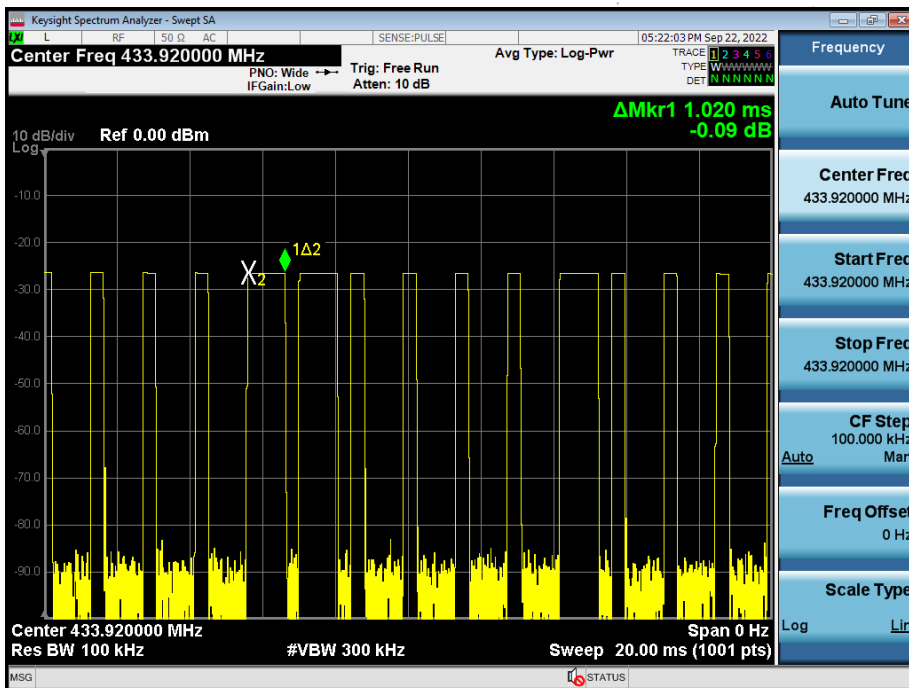 Keysight Spectrum Analyzer - Swept SA
LXI L RF 50 Ω AC SENSE:PULSE 05:22:03 PM Sep 22, 2022
Center Freq 433.920000 MHz
PNO: Wide
IFGain:Low
Trig: Free Run
Atten: 10 dB
Avg Type: Log-Pwr
TRACE 1 2 3 4 5 6
TYPE WWWWWW
DET N N N N N N
ΔMkr1 1.020 ms
-0.09 dB
10 dB/div Ref 0.00 dBm
Log
-10.0
-20.0
1Δ2
X2
-30.0
-40.0
-50.0
-60.0
-70.0
-80.0
-90.0
Center 433.920000 MHz Span 0 Hz
Res BW 100 kHz #VBW 300 kHz Sweep 20.00 ms (1001 pts)
MSG STATUS
Frequency
Auto Tune
Center Freq
433.920000 MHz
Start Freq
433.920000 MHz
Stop Freq
433.920000 MHz
CF Step
100.000 kHz
Auto Man
Freq Offset
0 Hz
Scale Type
Log Lin